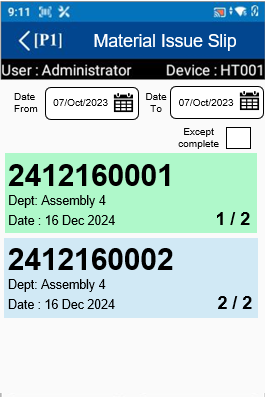 9:11
[P1] Material Issue Slip
User : Administrator Device : HT001
Date From 07/Oct/2023 Date To 07/Oct/2023
Except complete
2412160001
Dept: Assembly 4
Date : 16 Dec 2024 1 / 2
2412160002
Dept: Assembly 4
Date : 16 Dec 2024 2 / 2